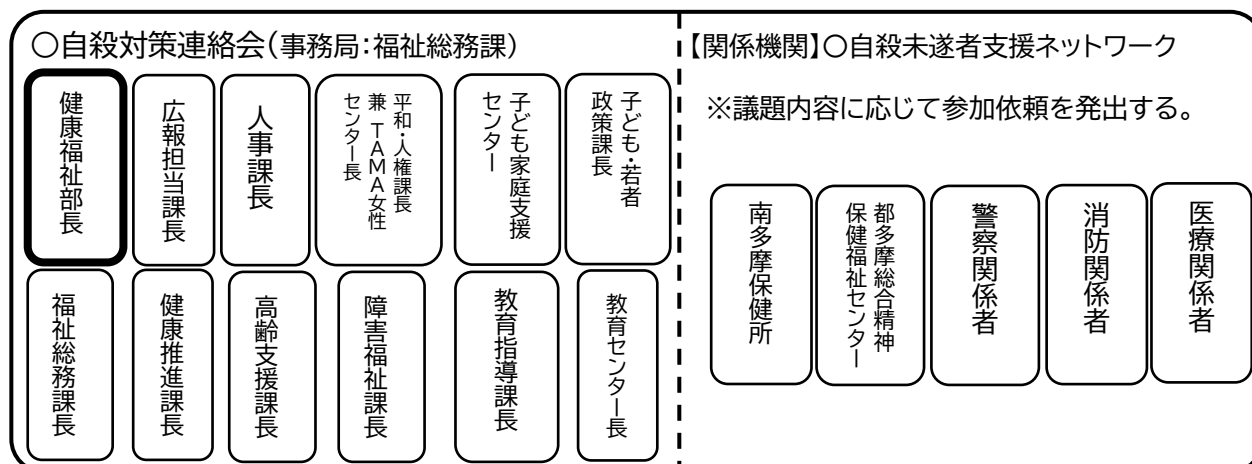 〇自殺対策連絡会(事務局:福祉総務課)
健康福祉部長
広報担当課長
人事課長
平和・人権課長
兼 TAMA女性
センター長
子ども家庭支援
センター
子ども・若者
政策課長
福祉総務課長
健康推進課長
高齢支援課長
障害福祉課長
教育指導課長
教育センター長
【関係機関】〇自殺未遂者支援ネットワーク
※議題内容に応じて参加依頼を発出する。
南多摩保健所
都多摩総合精神
保健福祉センター
警察関係者
消防関係者
医療関係者